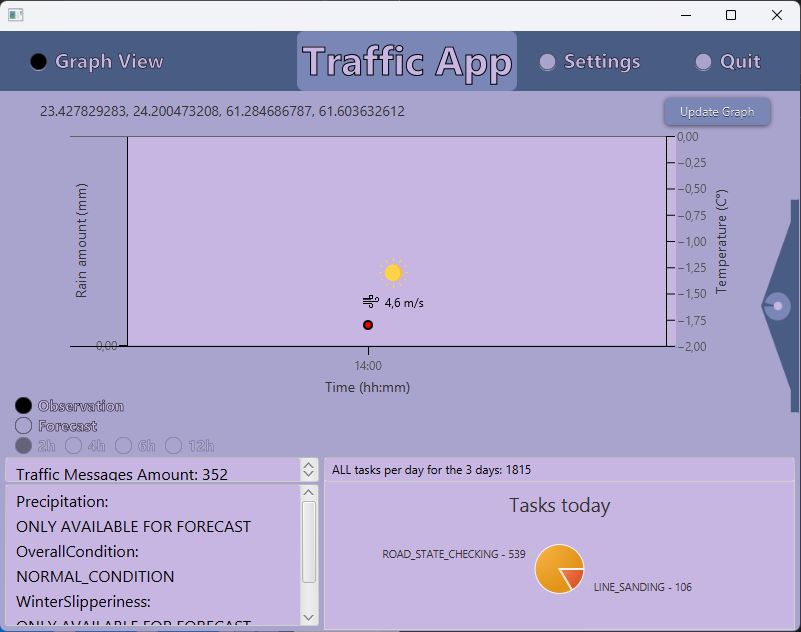 Graph View
Traffic App
Settings
Quit
23.427829283, 24.200473208, 61.284686787, 61.603632612
Update Graph
Rain amount (mm)
0,00
0,00
−0,25
−0,50
−0,75
−1,00
−1,25
−1,50
−1,75
−2,00
Temperature (C°)
4,6 m/s
14:00
Time (hh:mm)
Observation
Forecast
2h 4h 6h 12h
Traffic Messages Amount: 352
Precipitation:
ONLY AVAILABLE FOR FORECAST
OverallCondition:
NORMAL_CONDITION
WinterSlipperiness:
ONLY AVAILABLE FOR FORECAST
ALL tasks per day for the 3 days: 1815
Tasks today
ROAD_STATE_CHECKING - 539
LINE_SANDING - 106